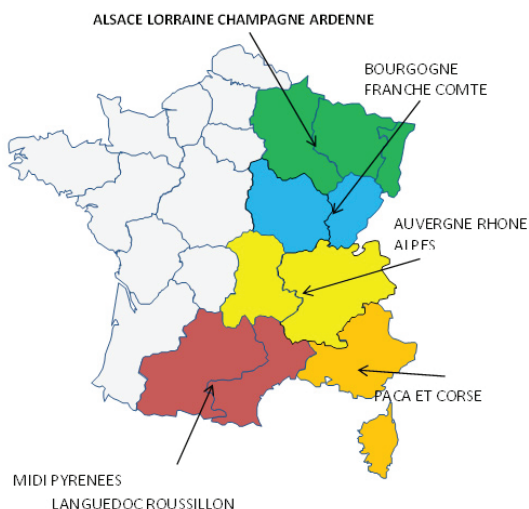 ALSACE LORRAINE CHAMPAGNE ARDENNE
BOURGOGNE
FRANCHE COMTE
AUVERGNE RHONE
ALPES
PACA ET CORSE
MIDI PYRENEES
LANGUEDOC ROUSSILLON